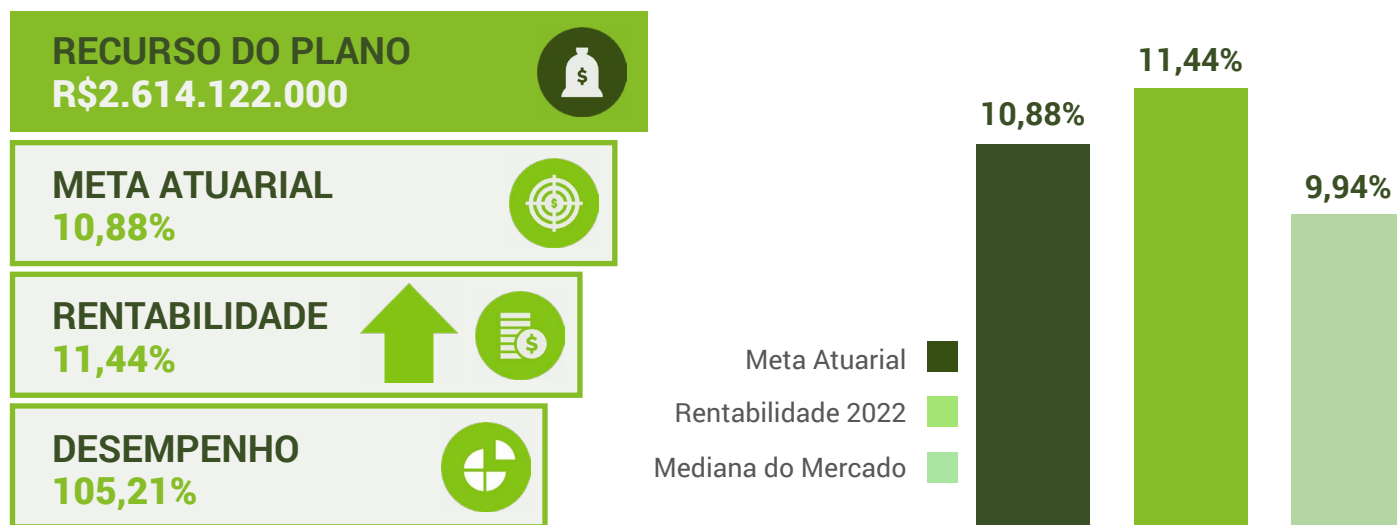 RECURSO DO PLANO
R$2.614.122.000
META ATUARIAL
10,88%
RENTABILIDADE
11,44%
DESEMPENHO
105,21%
10,88%
11,44%
9,94%
Meta Atuarial
Rentabilidade 2022
Mediana do Mercado